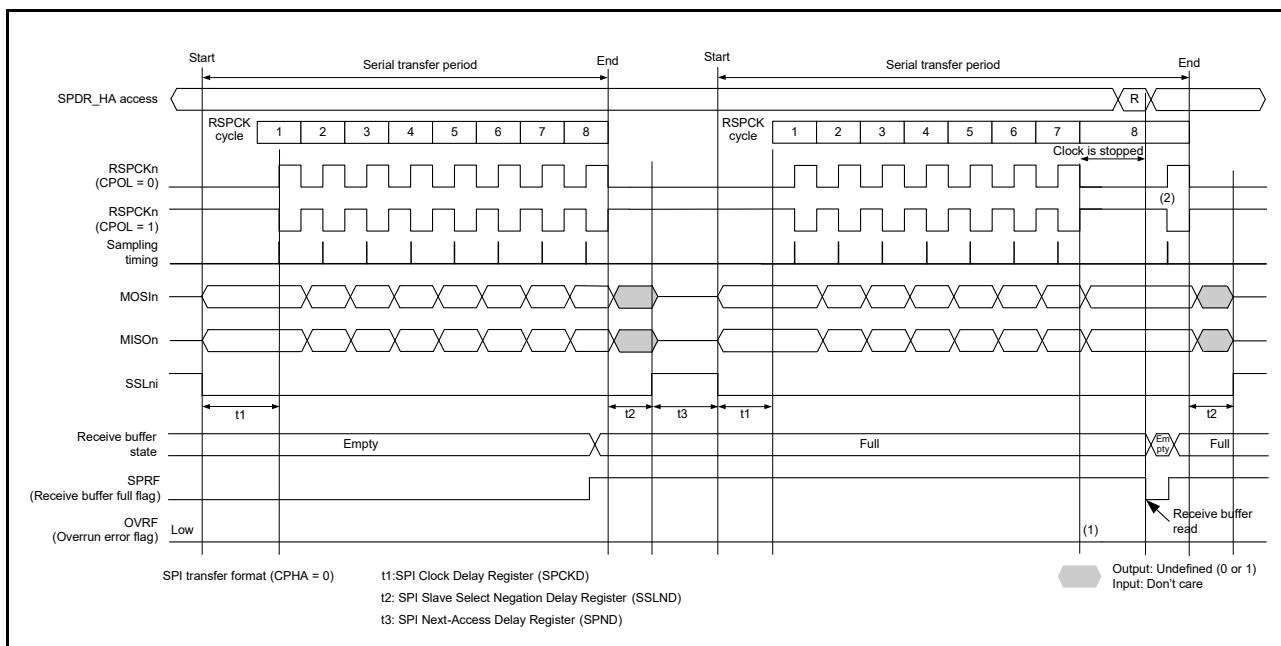 Start End Start End
Serial transfer period Serial transfer period
SPDR_HA access R
RSPCK
cycle 1 2 3 4 5 6 7 8 1 2 3 4 5 6 7 8
Clock is stopped
RSPCKn
(CPOL = 0)
(2)
RSPCKn
(CPOL = 1)
Sampling
timing
MOSIn
MISOn
SSLni
t1 t2 t3 t1 t2
Receive buffer
state
Empty Full Em
pty Full
SPRF
(Receive buffer full flag)
Receive buffer
read
OVRF
(Overrun error flag)
Low (1)
SPI transfer format (CPHA = 0) t1:SPI Clock Delay Register (SPCKD)
t2: SPI Slave Select Negation Delay Register (SSLND)
t3: SPI Next-Access Delay Register (SPND)
Output: Undefined (0 or 1)
Input: Don't care